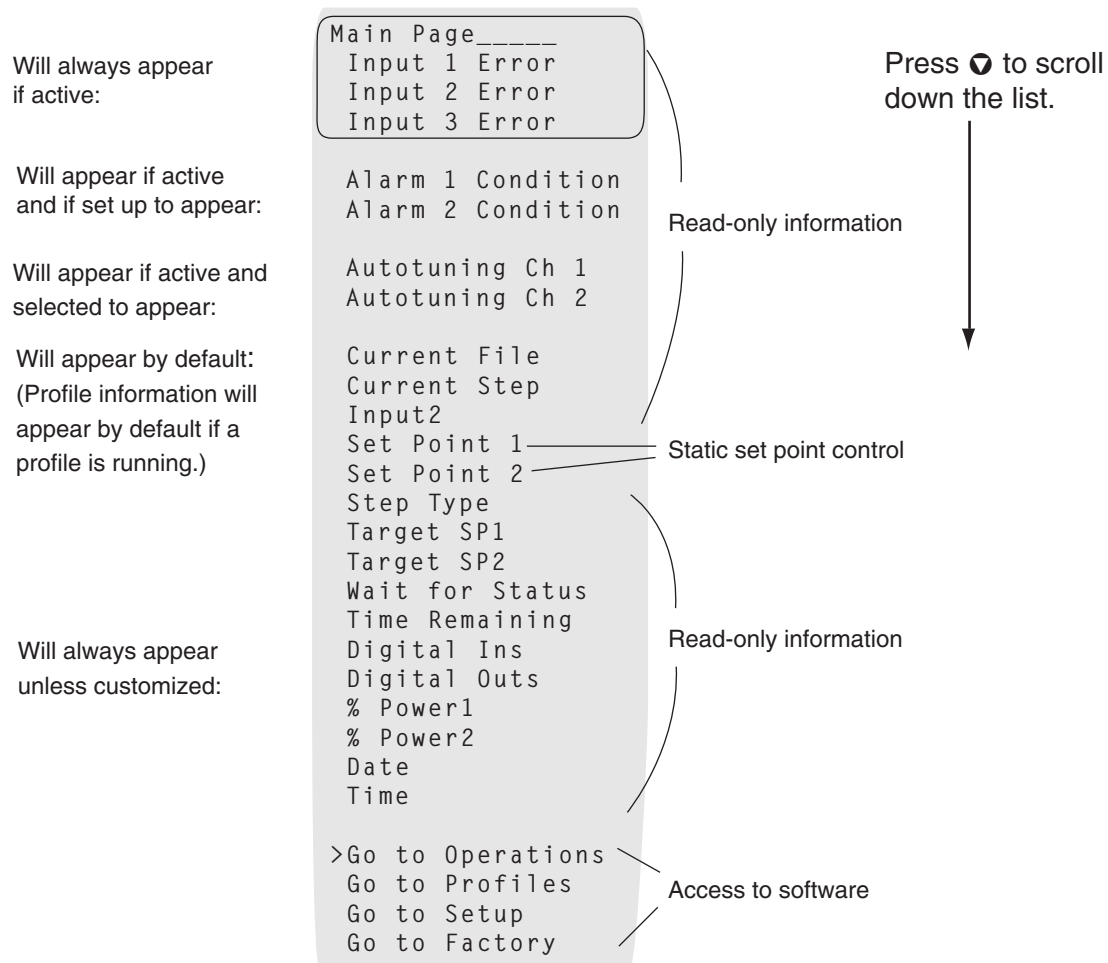 Main Page_____
Input 1 Error
Input 2 Error
Input 3 Error
Will always appear
if active:
Press to scroll
down the list.
Will appear if active
and if set up to appear:
Alarm 1 Condition
Alarm 2 Condition
Read-only information
Will appear if active and
selected to appear:
Autotuning Ch 1
Autotuning Ch 2
Will appear by default:
(Profile information will
appear by default if a
profile is running.)
Current File
Current Step
Input2
Set Point 1
Set Point 2
Static set point control
Step Type
Target SP1
Target SP2
Wait for Status
Time Remaining
Digital Ins
Digital Outs
% Power1
% Power2
Date
Time
Read-only information
Will always appear
unless customized:
>Go to Operations
Go to Profiles
Go to Setup
Go to Factory
Access to software